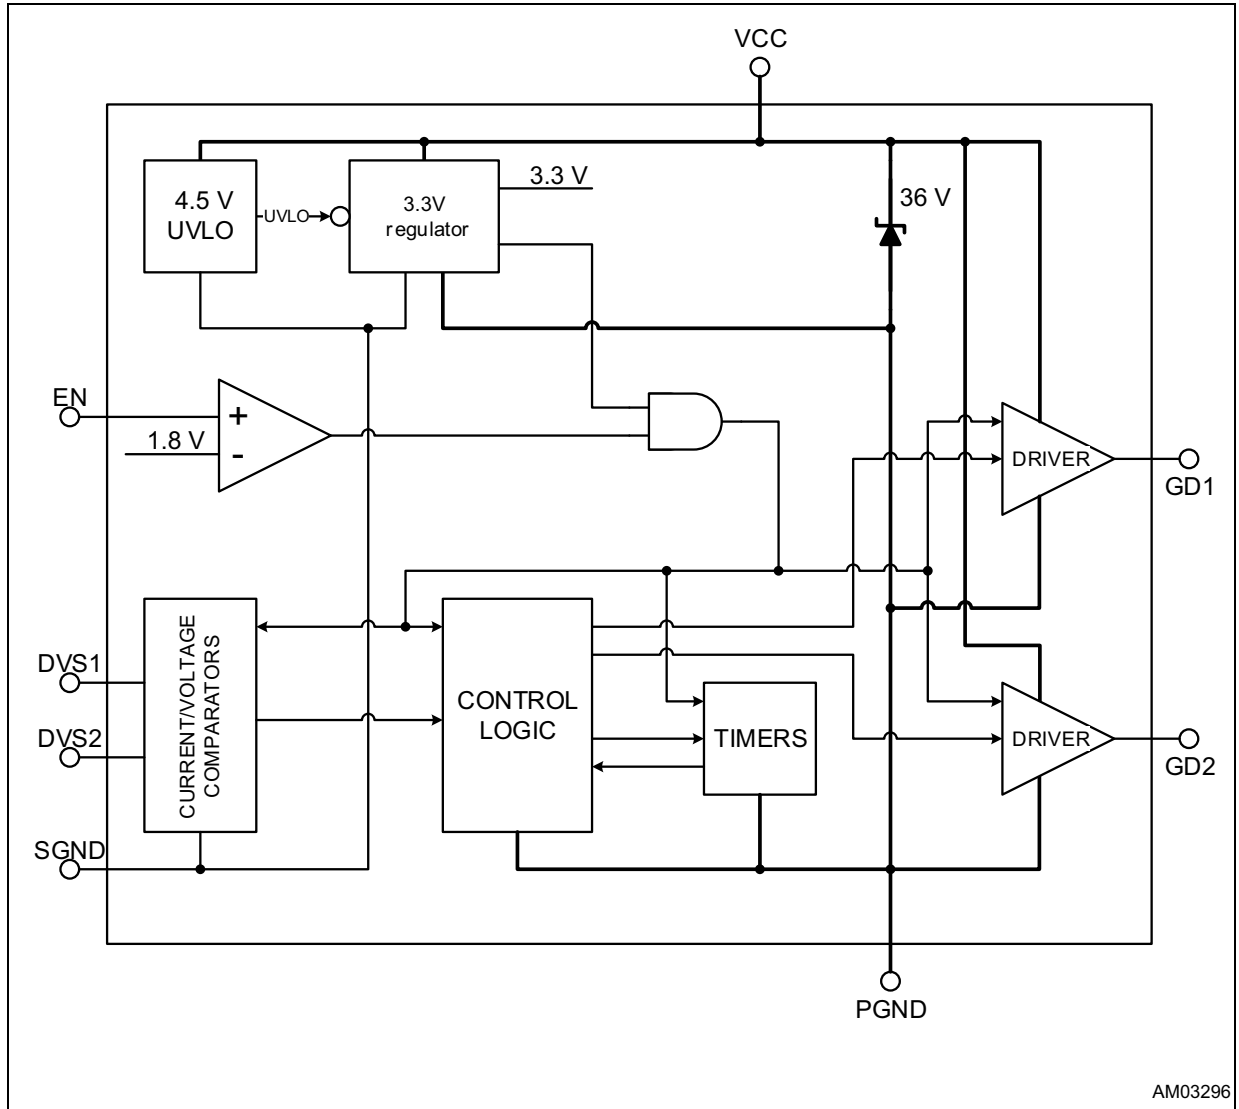 VCC
4.5 V
UVLO
UVLO
3.3V
regulator
3.3 V
36 V
EN
+
1.8 V
-
DRIVER
GD1
DVS1
DVS2
CURRENT/VOLTAGE
COMPARATORS
CONTROL
LOGIC
TIMERS
DRIVER
GD2
SGND
PGND
AM03296